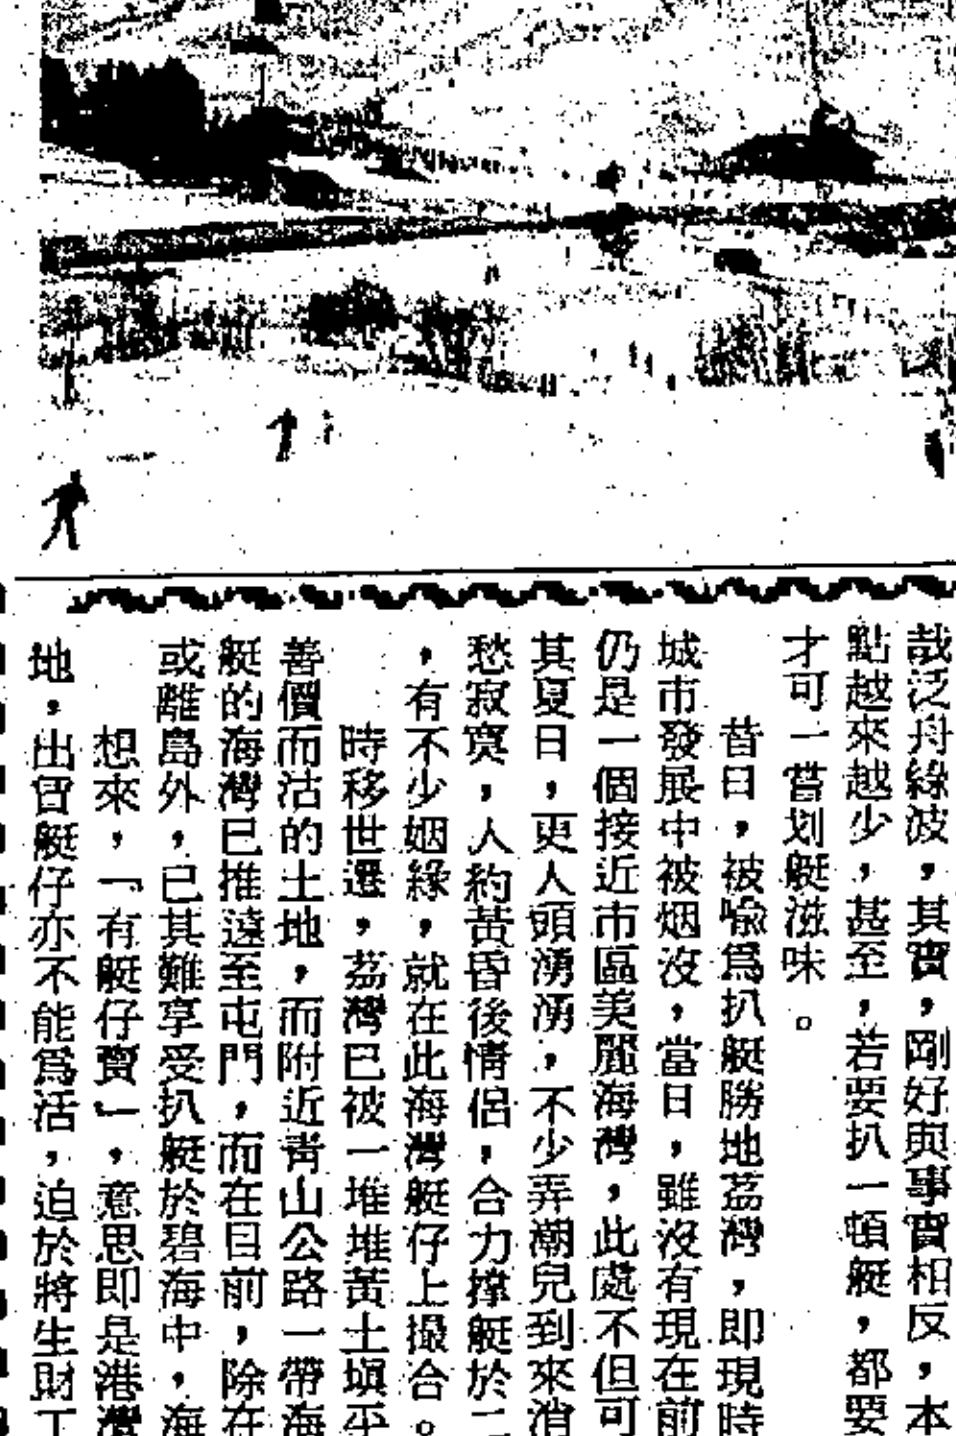 哉泛舟綠波，其實，剛好與事實相反，本
點越來越少，甚至，若要扒一頓艇，都要
才可一嘗划艇滋味。
昔日，被喻爲扒艇勝地荔灣，即現時
城市發展中被烟沒，當日，雖沒有現在前
仍是一個接近市區美麗海灣，此處不但可
其夏日，更人頭湧湧，不少弄潮兒到來消
愁寂寞，人約黃昏後情侶，合力撑艇於二
，有不少姻緣，就在此海灣艇仔上撮合。
時移世遷，荔灣已被一堆堆黃土塡平
善價而沽的土地，而附近靑山公路一帶海
艇的海灣已推遠至屯門，而在目前，除在
或離島外，已其難享受扒艇於碧海中，海
想來，「有艇仔賣」，意思即是港灣
地，出賃艇仔亦不能爲活，迫於將生財工